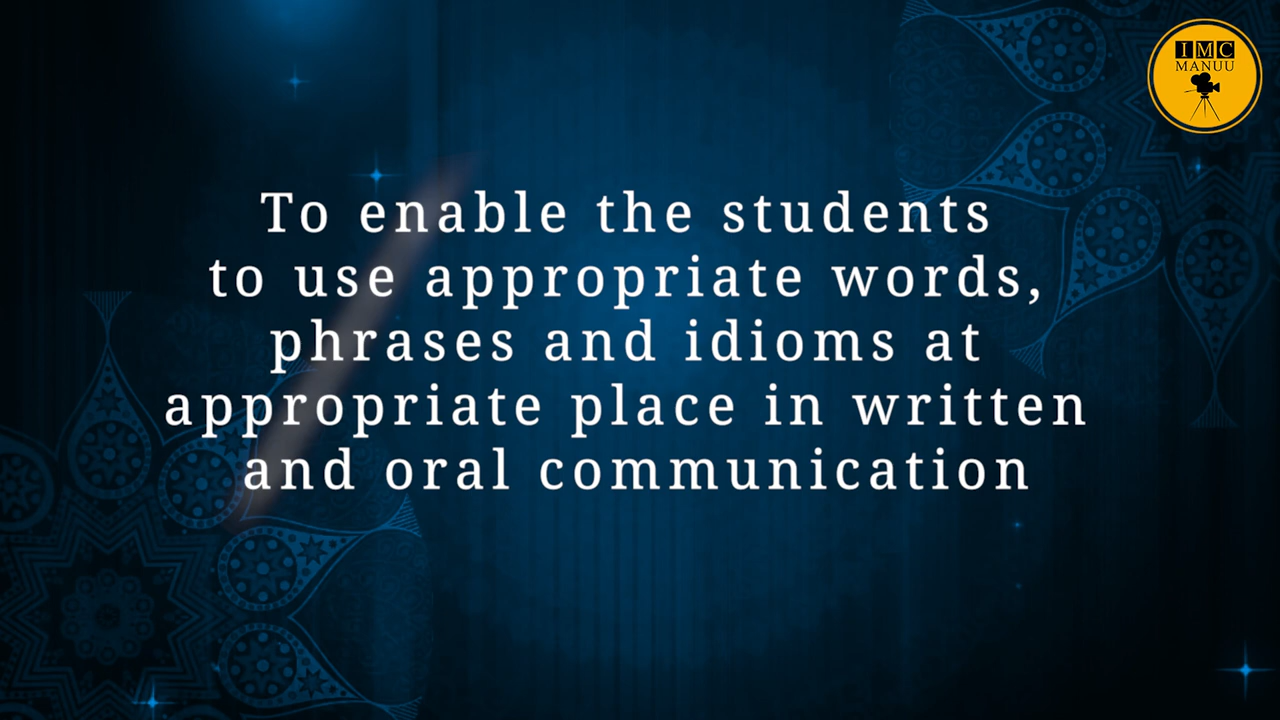 IMC
MANUU
To enable the students
to use appropriate words,
phrases and idioms at
appropriate place in written
and oral communication